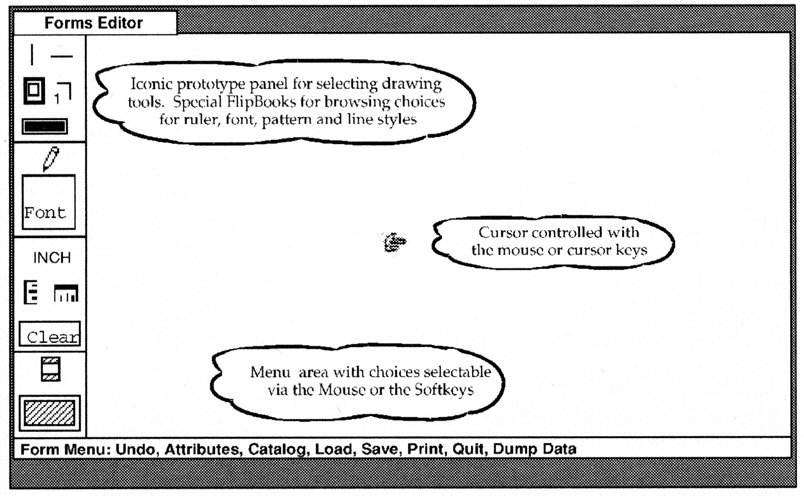 Forms Editor
Iconic prototype panel for selecting drawing
tools. Special FlipBooks for browsing choices
for ruler, font, pattern and line styles
Font
Cursor controlled with
the mouse or cursor keys
INCH
Clear
Menu area with choices selectable
via the Mouse or the Softkeys
Form Menu: Undo, Attributes, Catalog, Load, Save, Print, Quit, Dump Data